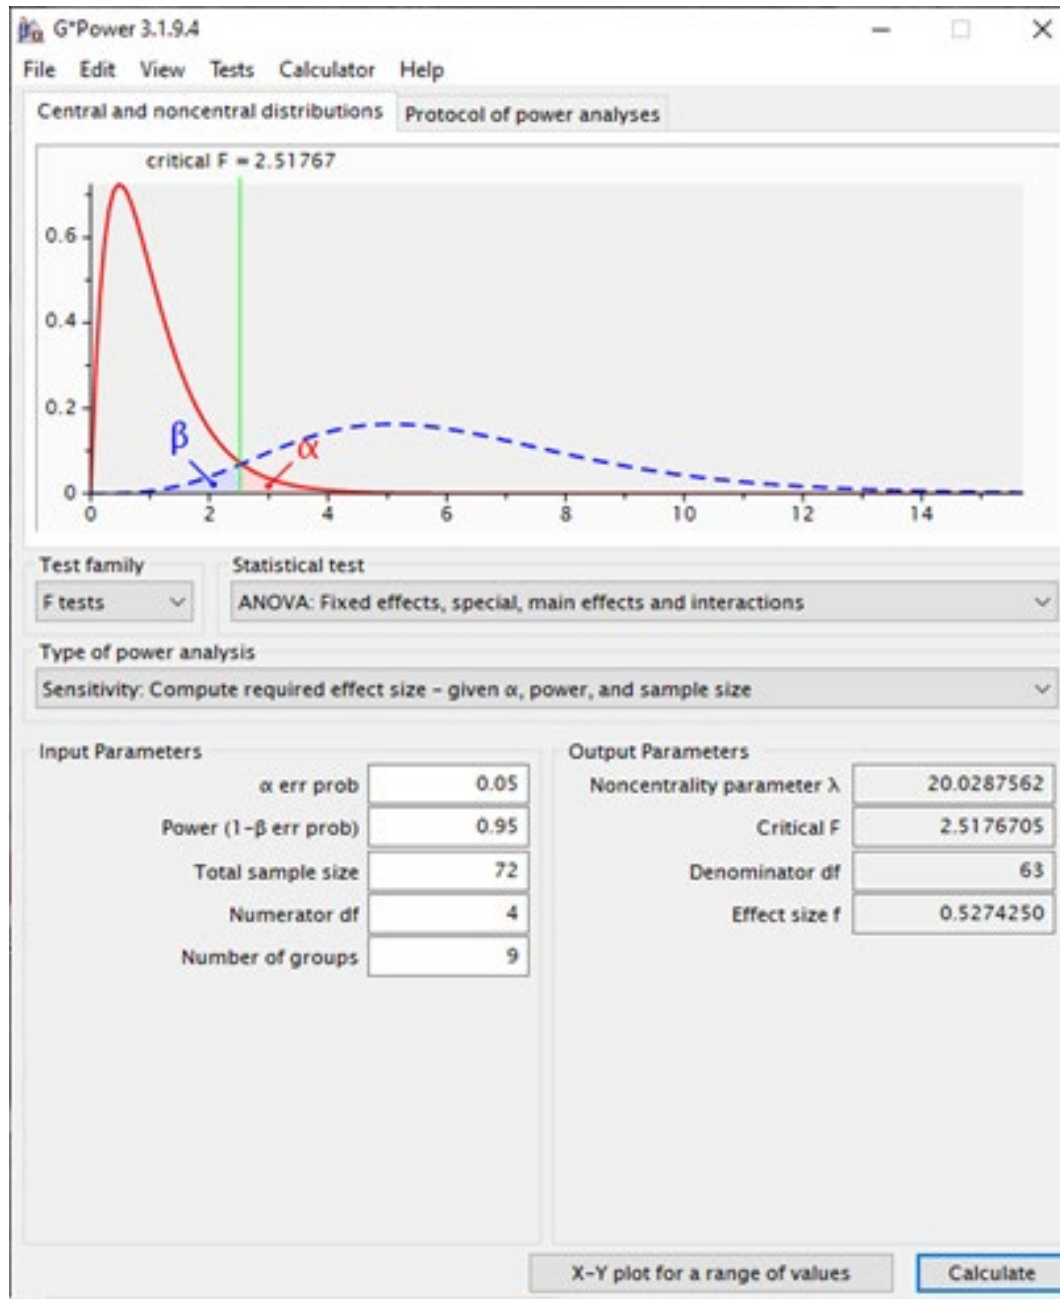 G*Power 3.1.9.4
File Edit View Tests Calculator Help
Central and noncentral distributions Protocol of power analyses
critical F = 2.51767
0.6
0.4
0.2
0
β
α
0 2 4 6 8 10 12 14
Test family Statistical test
F tests ANOVA: Fixed effects, special, main effects and interactions
Type of power analysis
Sensitivity: Compute required effect size - given α, power, and sample size
Input Parameters Output Parameters
α err prob 0.05 Noncentrality parameter λ 20.0287562
Power (1-β err prob) 0.95 Critical F 2.5176705
Total sample size 72 Denominator df 63
Numerator df 4 Effect size f 0.5274250
Number of groups 9
X-Y plot for a range of values Calculate